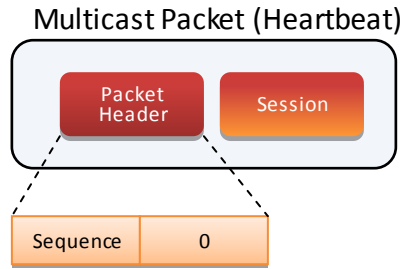 Multicast Packet (Heartbeat)
Packet
Header
Session
Sequence
0